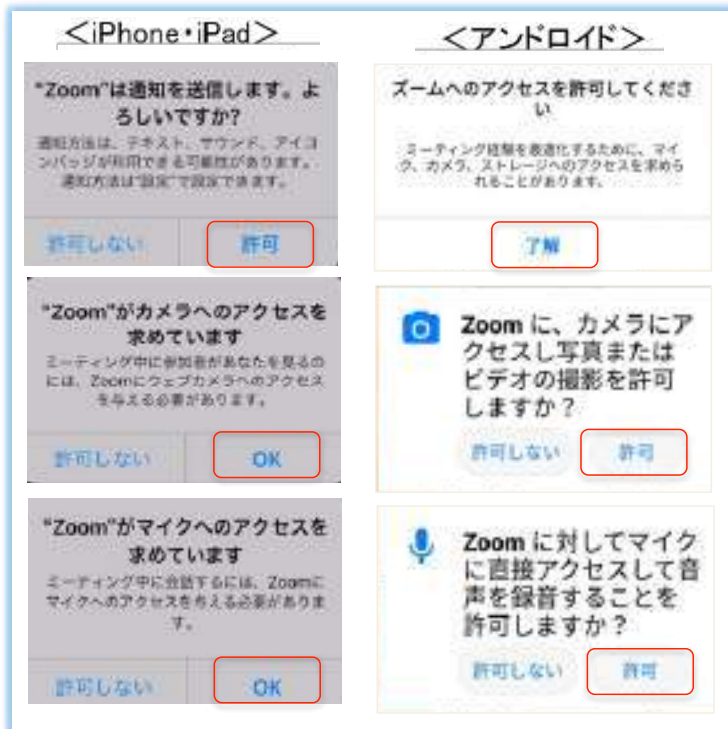 ＜iPhone・iPad＞
"Zoom"は通知を送信します。よ
ろしいですか?
通知方法は、テキスト、サウンド、アイコ
ンバッジが利用できる可能性があります。
通知方法は"設定"で設定できます。
許可しない
許可
"Zoom"がカメラへのアクセスを
求めています
ミーティング中に参加者があなたを見るの
には、Zoomにウェブカメラへのアクセス
を与える必要があります。
許可しない
OK
"Zoom"がマイクへのアクセスを
求めています
ミーティング中に会話するには、Zoomに
マイクへのアクセスを与える必要がありま
す。
許可しない
OK
＜アンドロイド＞
ズームへのアクセスを許可してくださ
い
ミーティング経験を最適化するために、マイ
ク、カメラ、ストレージへのアクセスを求めら
れることがあります。
了解
Zoom に、カメラにア
クセスし写真または
ビデオの撮影を許可
しますか？
許可しない
許可
Zoom に対してマイク
に直接アクセスして音
声を録音することを
許可しますか？
許可しない
許可